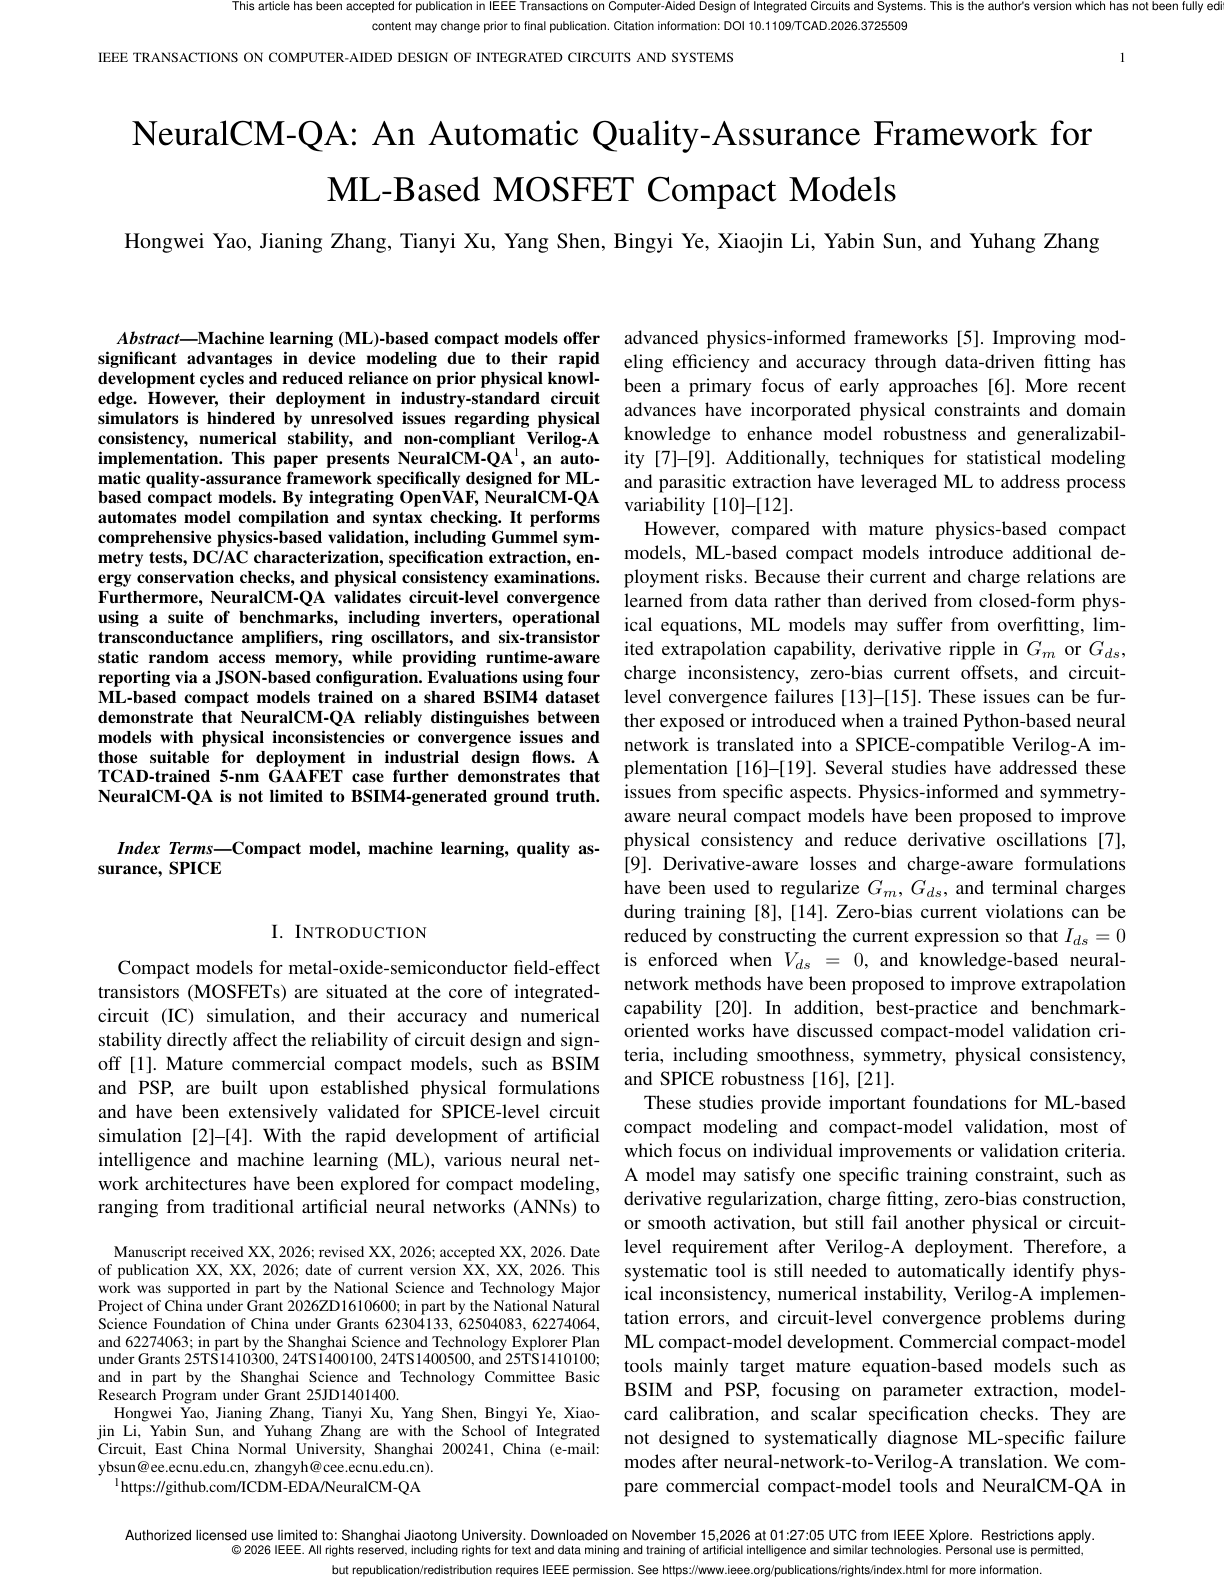 This article has been accepted for publication in IEEE Transactions on Computer-Aided Design of Integrated Circuits and Systems. This is the author's version which has not been fully edi
content may change prior to final publication. Citation information: DOI 10.1109/TCAD.2026.3725509
IEEE TRANSACTIONS ON COMPUTER-AIDED DESIGN OF INTEGRATED CIRCUITS AND SYSTEMS 1
NeuralCM-QA: An Automatic Quality-Assurance Framework for
ML-Based MOSFET Compact Models
Hongwei Yao, Jianing Zhang, Tianyi Xu, Yang Shen, Bingyi Ye, Xiaojin Li, Yabin Sun, and Yuhang Zhang
Abstract—Machine learning (ML)-based compact models offer
significant advantages in device modeling due to their rapid
development cycles and reduced reliance on prior physical knowl-
edge. However, their deployment in industry-standard circuit
simulators is hindered by unresolved issues regarding physical
consistency, numerical stability, and non-compliant Verilog-A
implementation. This paper presents NeuralCM-QA1, an auto-
matic quality-assurance framework specifically designed for ML-
based compact models. By integrating OpenVAF, NeuralCM-QA
automates model compilation and syntax checking. It performs
comprehensive physics-based validation, including Gummel sym-
metry tests, DC/AC characterization, specification extraction, en-
ergy conservation checks, and physical consistency examinations.
Furthermore, NeuralCM-QA validates circuit-level convergence
using a suite of benchmarks, including inverters, operational
transconductance amplifiers, ring oscillators, and six-transistor
static random access memory, while providing runtime-aware
reporting via a JSON-based configuration. Evaluations using four
ML-based compact models trained on a shared BSIM4 dataset
demonstrate that NeuralCM-QA reliably distinguishes between
models with physical inconsistencies or convergence issues and
those suitable for deployment in industrial design flows. A
TCAD-trained 5-nm GAAFET case further demonstrates that
NeuralCM-QA is not limited to BSIM4-generated ground truth.
Index Terms—Compact model, machine learning, quality as-
surance, SPICE
I. INTRODUCTION
Compact models for metal-oxide-semiconductor field-effect
transistors (MOSFETs) are situated at the core of integrated-
circuit (IC) simulation, and their accuracy and numerical
stability directly affect the reliability of circuit design and sign-
off [1]. Mature commercial compact models, such as BSIM
and PSP, are built upon established physical formulations
and have been extensively validated for SPICE-level circuit
simulation [2]–[4]. With the rapid development of artificial
intelligence and machine learning (ML), various neural net-
work architectures have been explored for compact modeling,
ranging from traditional artificial neural networks (ANNs) to
Manuscript received XX, 2026; revised XX, 2026; accepted XX, 2026. Date
of publication XX, XX, 2026; date of current version XX, XX, 2026. This
work was supported in part by the National Science and Technology Major
Project of China under Grant 2026ZD1610600; in part by the National Natural
Science Foundation of China under Grants 62304133, 62504083, 62274064,
and 62274063; in part by the Shanghai Science and Technology Explorer Plan
under Grants 25TS1410300, 24TS1400100, 24TS1400500, and 25TS1410100;
and in part by the Shanghai Science and Technology Committee Basic
Research Program under Grant 25JD1401400.
Hongwei Yao, Jianing Zhang, Tianyi Xu, Yang Shen, Bingyi Ye, Xiao-
jin Li, Yabin Sun, and Yuhang Zhang are with the School of Integrated
Circuit, East China Normal University, Shanghai 200241, China (e-mail:
ybsun@ee.ecnu.edu.cn, zhangyh@cee.ecnu.edu.cn).
1https://github.com/ICDM-EDA/NeuralCM-QA
advanced physics-informed frameworks [5]. Improving mod-
eling efficiency and accuracy through data-driven fitting has
been a primary focus of early approaches [6]. More recent
advances have incorporated physical constraints and domain
knowledge to enhance model robustness and generalizabil-
ity [7]–[9]. Additionally, techniques for statistical modeling
and parasitic extraction have leveraged ML to address process
variability [10]–[12].
However, compared with mature physics-based compact
models, ML-based compact models introduce additional de-
ployment risks. Because their current and charge relations are
learned from data rather than derived from closed-form phys-
ical equations, ML models may suffer from overfitting, lim-
ited extrapolation capability, derivative ripple in Gm or Gds,
charge inconsistency, zero-bias current offsets, and circuit-
level convergence failures [13]–[15]. These issues can be fur-
ther exposed or introduced when a trained Python-based neural
network is translated into a SPICE-compatible Verilog-A im-
plementation [16]–[19]. Several studies have addressed these
issues from specific aspects. Physics-informed and symmetry-
aware neural compact models have been proposed to improve
physical consistency and reduce derivative oscillations [7],
[9]. Derivative-aware losses and charge-aware formulations
have been used to regularize Gm, Gds, and terminal charges
during training [8], [14]. Zero-bias current violations can be
reduced by constructing the current expression so that Ids = 0
is enforced when Vds = 0, and knowledge-based neural-
network methods have been proposed to improve extrapolation
capability [20]. In addition, best-practice and benchmark-
oriented works have discussed compact-model validation cri-
teria, including smoothness, symmetry, physical consistency,
and SPICE robustness [16], [21].
These studies provide important foundations for ML-based
compact modeling and compact-model validation, most of
which focus on individual improvements or validation criteria.
A model may satisfy one specific training constraint, such as
derivative regularization, charge fitting, zero-bias construction,
or smooth activation, but still fail another physical or circuit-
level requirement after Verilog-A deployment. Therefore, a
systematic tool is still needed to automatically identify phys-
ical inconsistency, numerical instability, Verilog-A implemen-
tation errors, and circuit-level convergence problems during
ML compact-model development. Commercial compact-model
tools mainly target mature equation-based models such as
BSIM and PSP, focusing on parameter extraction, model-
card calibration, and scalar specification checks. They are
not designed to systematically diagnose ML-specific failure
modes after neural-network-to-Verilog-A translation. We com-
pare commercial compact-model tools and NeuralCM-QA in
Authorized licensed use limited to: Shanghai Jiaotong University. Downloaded on November 15,2026 at 01:27:05 UTC from IEEE Xplore. Restrictions apply.
© 2026 IEEE. All rights reserved, including rights for text and data mining and training of artificial intelligence and similar technologies. Personal use is permitted,
but republication/redistribution requires IEEE permission. See https://www.ieee.org/publications/rights/index.html for more information.